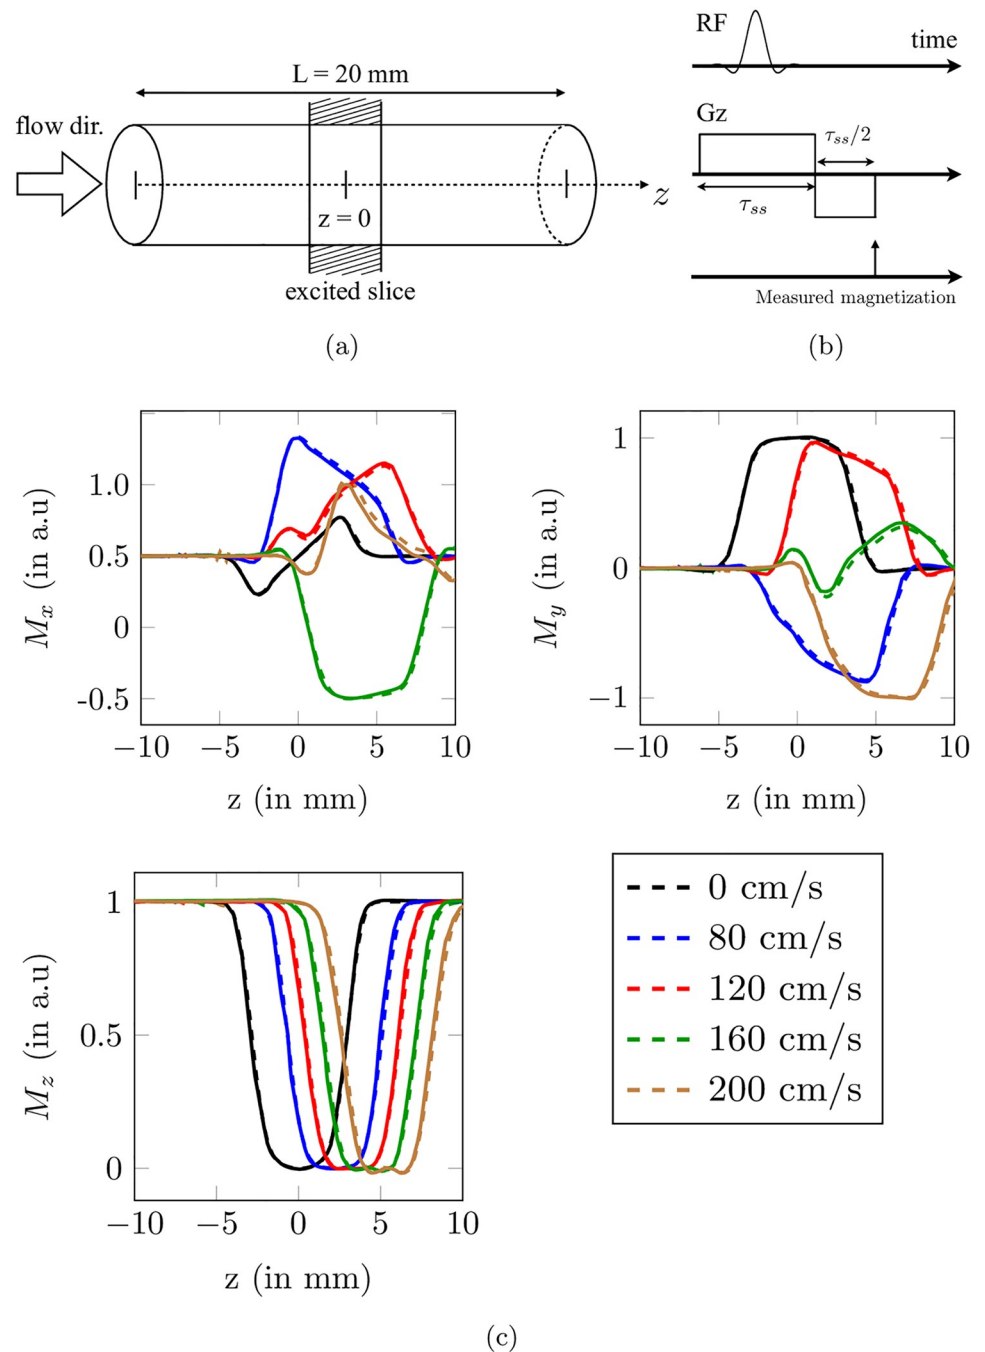 L = 20 mm
flow dir.
z = 0
z
excited slice
(a)
RF
time
Gz
τss/2
τss
Measured magnetization
(b)
Mx (in a.u)
1.0
0.5
0
-0.5
−10 −5 0 5 10
z (in mm)
My (in a.u)
1
0
−1
−10 −5 0 5 10
z (in mm)
Mz (in a.u)
1
0.5
0
−10 −5 0 5 10
z (in mm)
0 cm/s
80 cm/s
120 cm/s
160 cm/s
200 cm/s
(c)